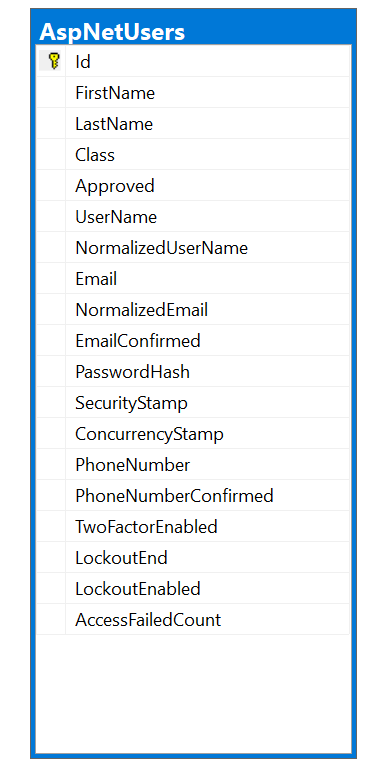 AspNetUsers
Id
FirstName
LastName
Class
Approved
UserName
NormalizedUserName
Email
NormalizedEmail
EmailConfirmed
PasswordHash
SecurityStamp
ConcurrencyStamp
PhoneNumber
PhoneNumberConfirmed
TwoFactorEnabled
LockoutEnd
LockoutEnabled
AccessFailedCount